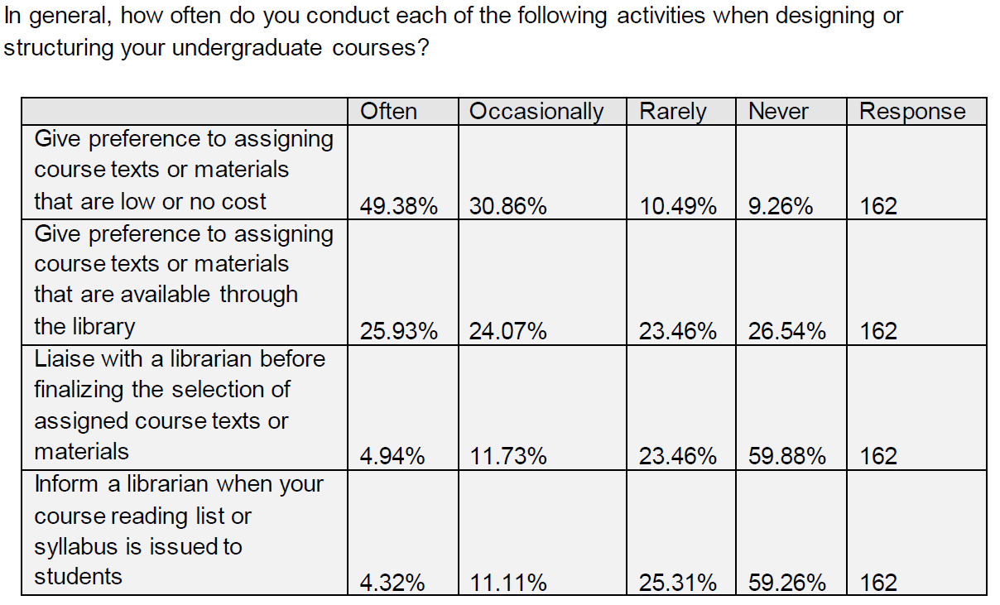 In general, how often do you conduct each of the following activities when designing or
structuring your undergraduate courses?
Often Occasionally Rarely Never Response
Give preference to assigning
course texts or materials
that are low or no cost 49.38% 30.86% 10.49% 9.26% 162
Give preference to assigning
course texts or materials
that are available through
the library 25.93% 24.07% 23.46% 26.54% 162
Liaise with a librarian before
finalizing the selection of
assigned course texts or
materials 4.94% 11.73% 23.46% 59.88% 162
Inform a librarian when your
course reading list or
syllabus is issued to
students 4.32% 11.11% 25.31% 59.26% 162